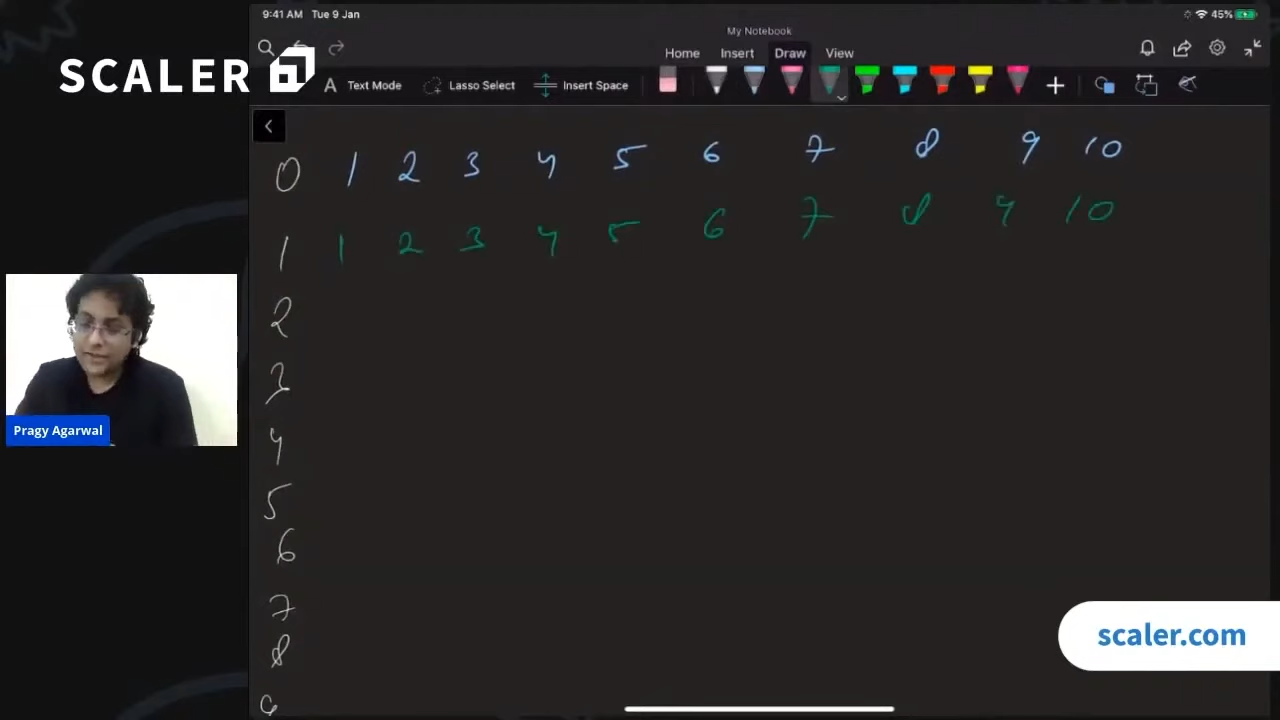 9:41 AM Tue 9 Jan
45%
My Notebook
SCALER
Home Insert Draw View
Text Mode Lasso Select Insert Space
0 1 2 3 4 5 6 7 8 9 10
1 1 2 3 4 5 6 7 8 9 10
2
3
4
5
6
7
8
Pragy Agarwal
scaler.com